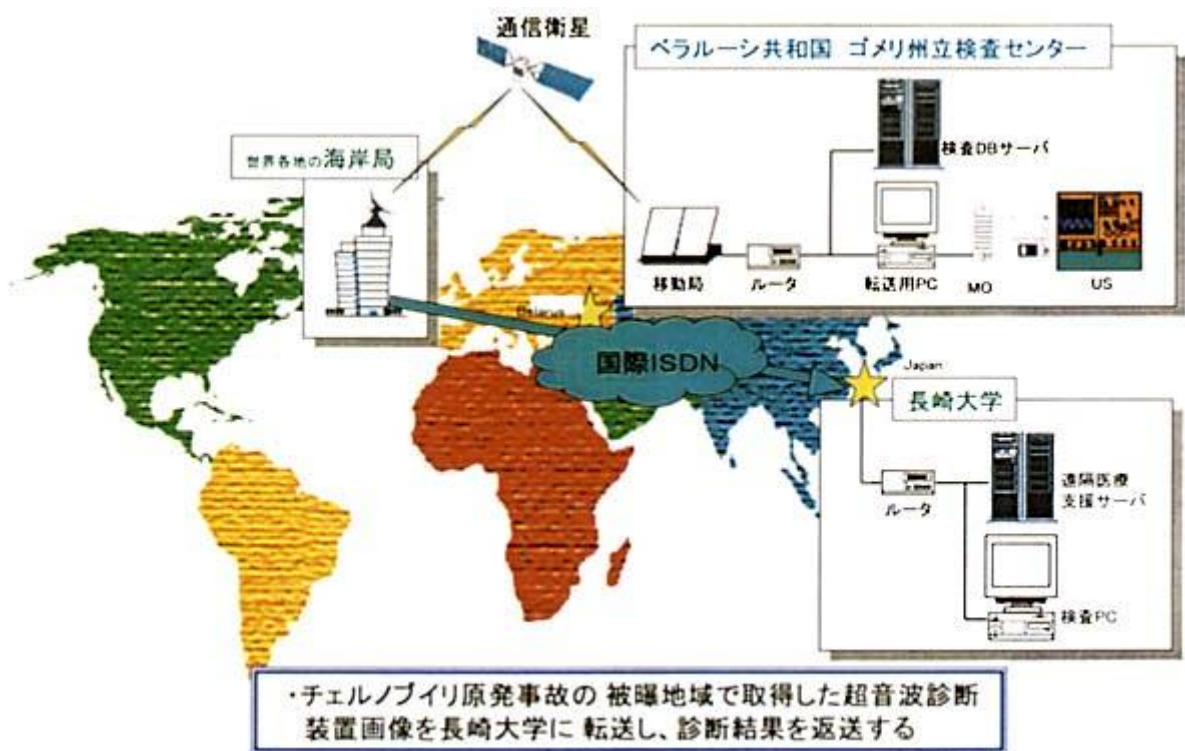 通信衛星
ベラルーシ共和国 ゴメリ州立検査センター
世界各地の海岸局
検査DBサーバ
移動局
ルータ
転送用PC
MO
US
Belarus
国際ISDN
Japan
長崎大学
ルータ
遠隔医療
支援サーバ
検査PC
・チェルノブイリ原発事故の 被曝地域で取得した超音波診断
装置画像を長崎大学に 転送し、診断結果を返送する